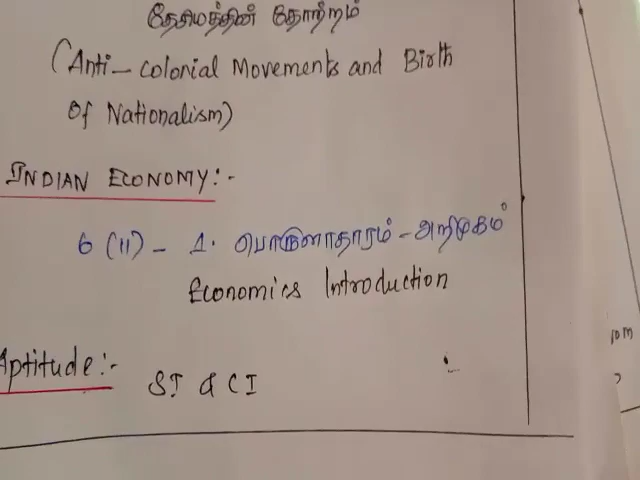 தேசியத்தின் தோற்றம்
(Anti - Colonial Movements and Birth
Of Nationalism)
INDIAN ECONOMY:-
6 (II) - 1. பொருளாதாரம் - அறிமுகம்
Economics Introduction
Aptitude:-
SI & CI